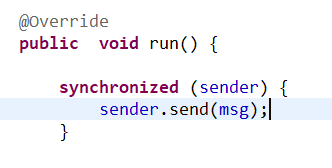 @Override
public  void run() {
synchronized (sender) {
sender.send(msg);
}